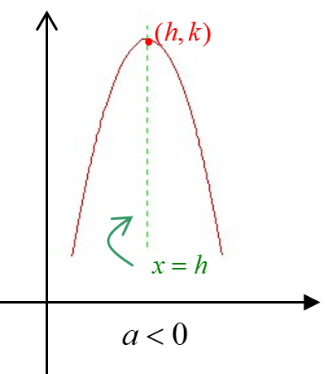 (h, k)
x = h
a < 0